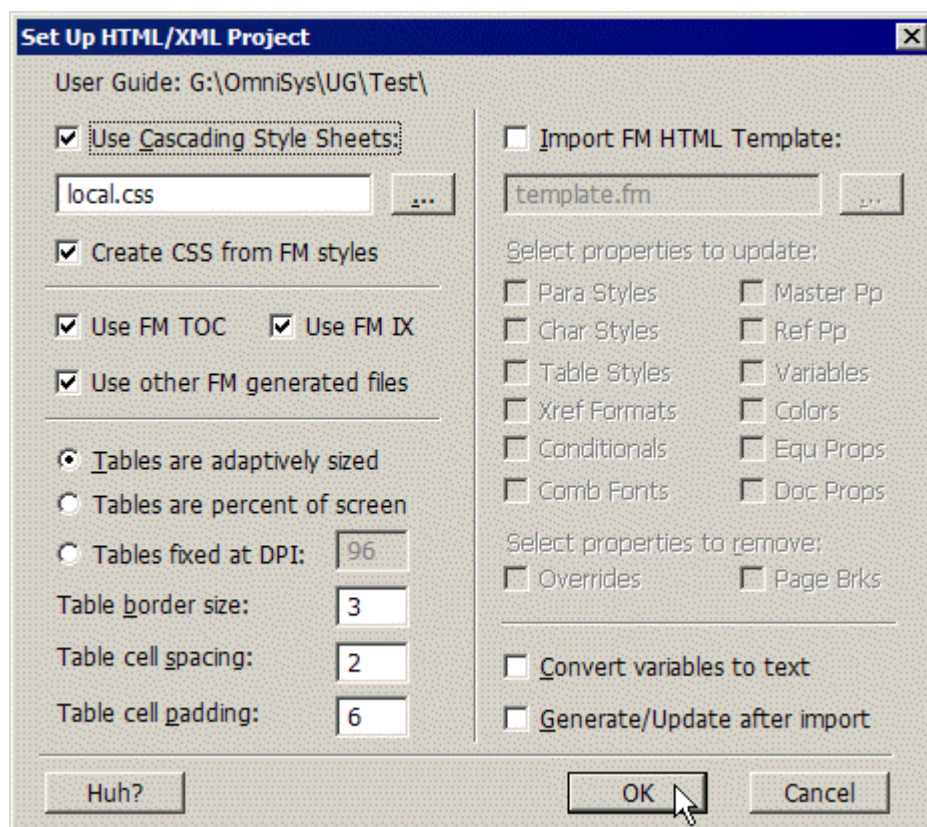 Set Up HTML/XML Project
User Guide: G:\OmniSys\UG\Test\
Use Cascading Style Sheets:
local.css
...
Create CSS from FM styles
Use FM TOC
Use FM IX
Use other FM generated files
Tables are adaptively sized
Tables are percent of screen
Tables fixed at DPI:
96
Table border size:
3
Table cell spacing:
2
Table cell padding:
6
Import FM HTML Template:
template.fm
...
Select properties to update:
Para Styles
Master Pp
Char Styles
Ref Pp
Table Styles
Variables
Xref Formats
Colors
Conditionals
Equ Props
Comb Fonts
Doc Props
Select properties to remove:
Overrides
Page Brks
Convert variables to text
Generate/Update after import
Huh?
OK
Cancel